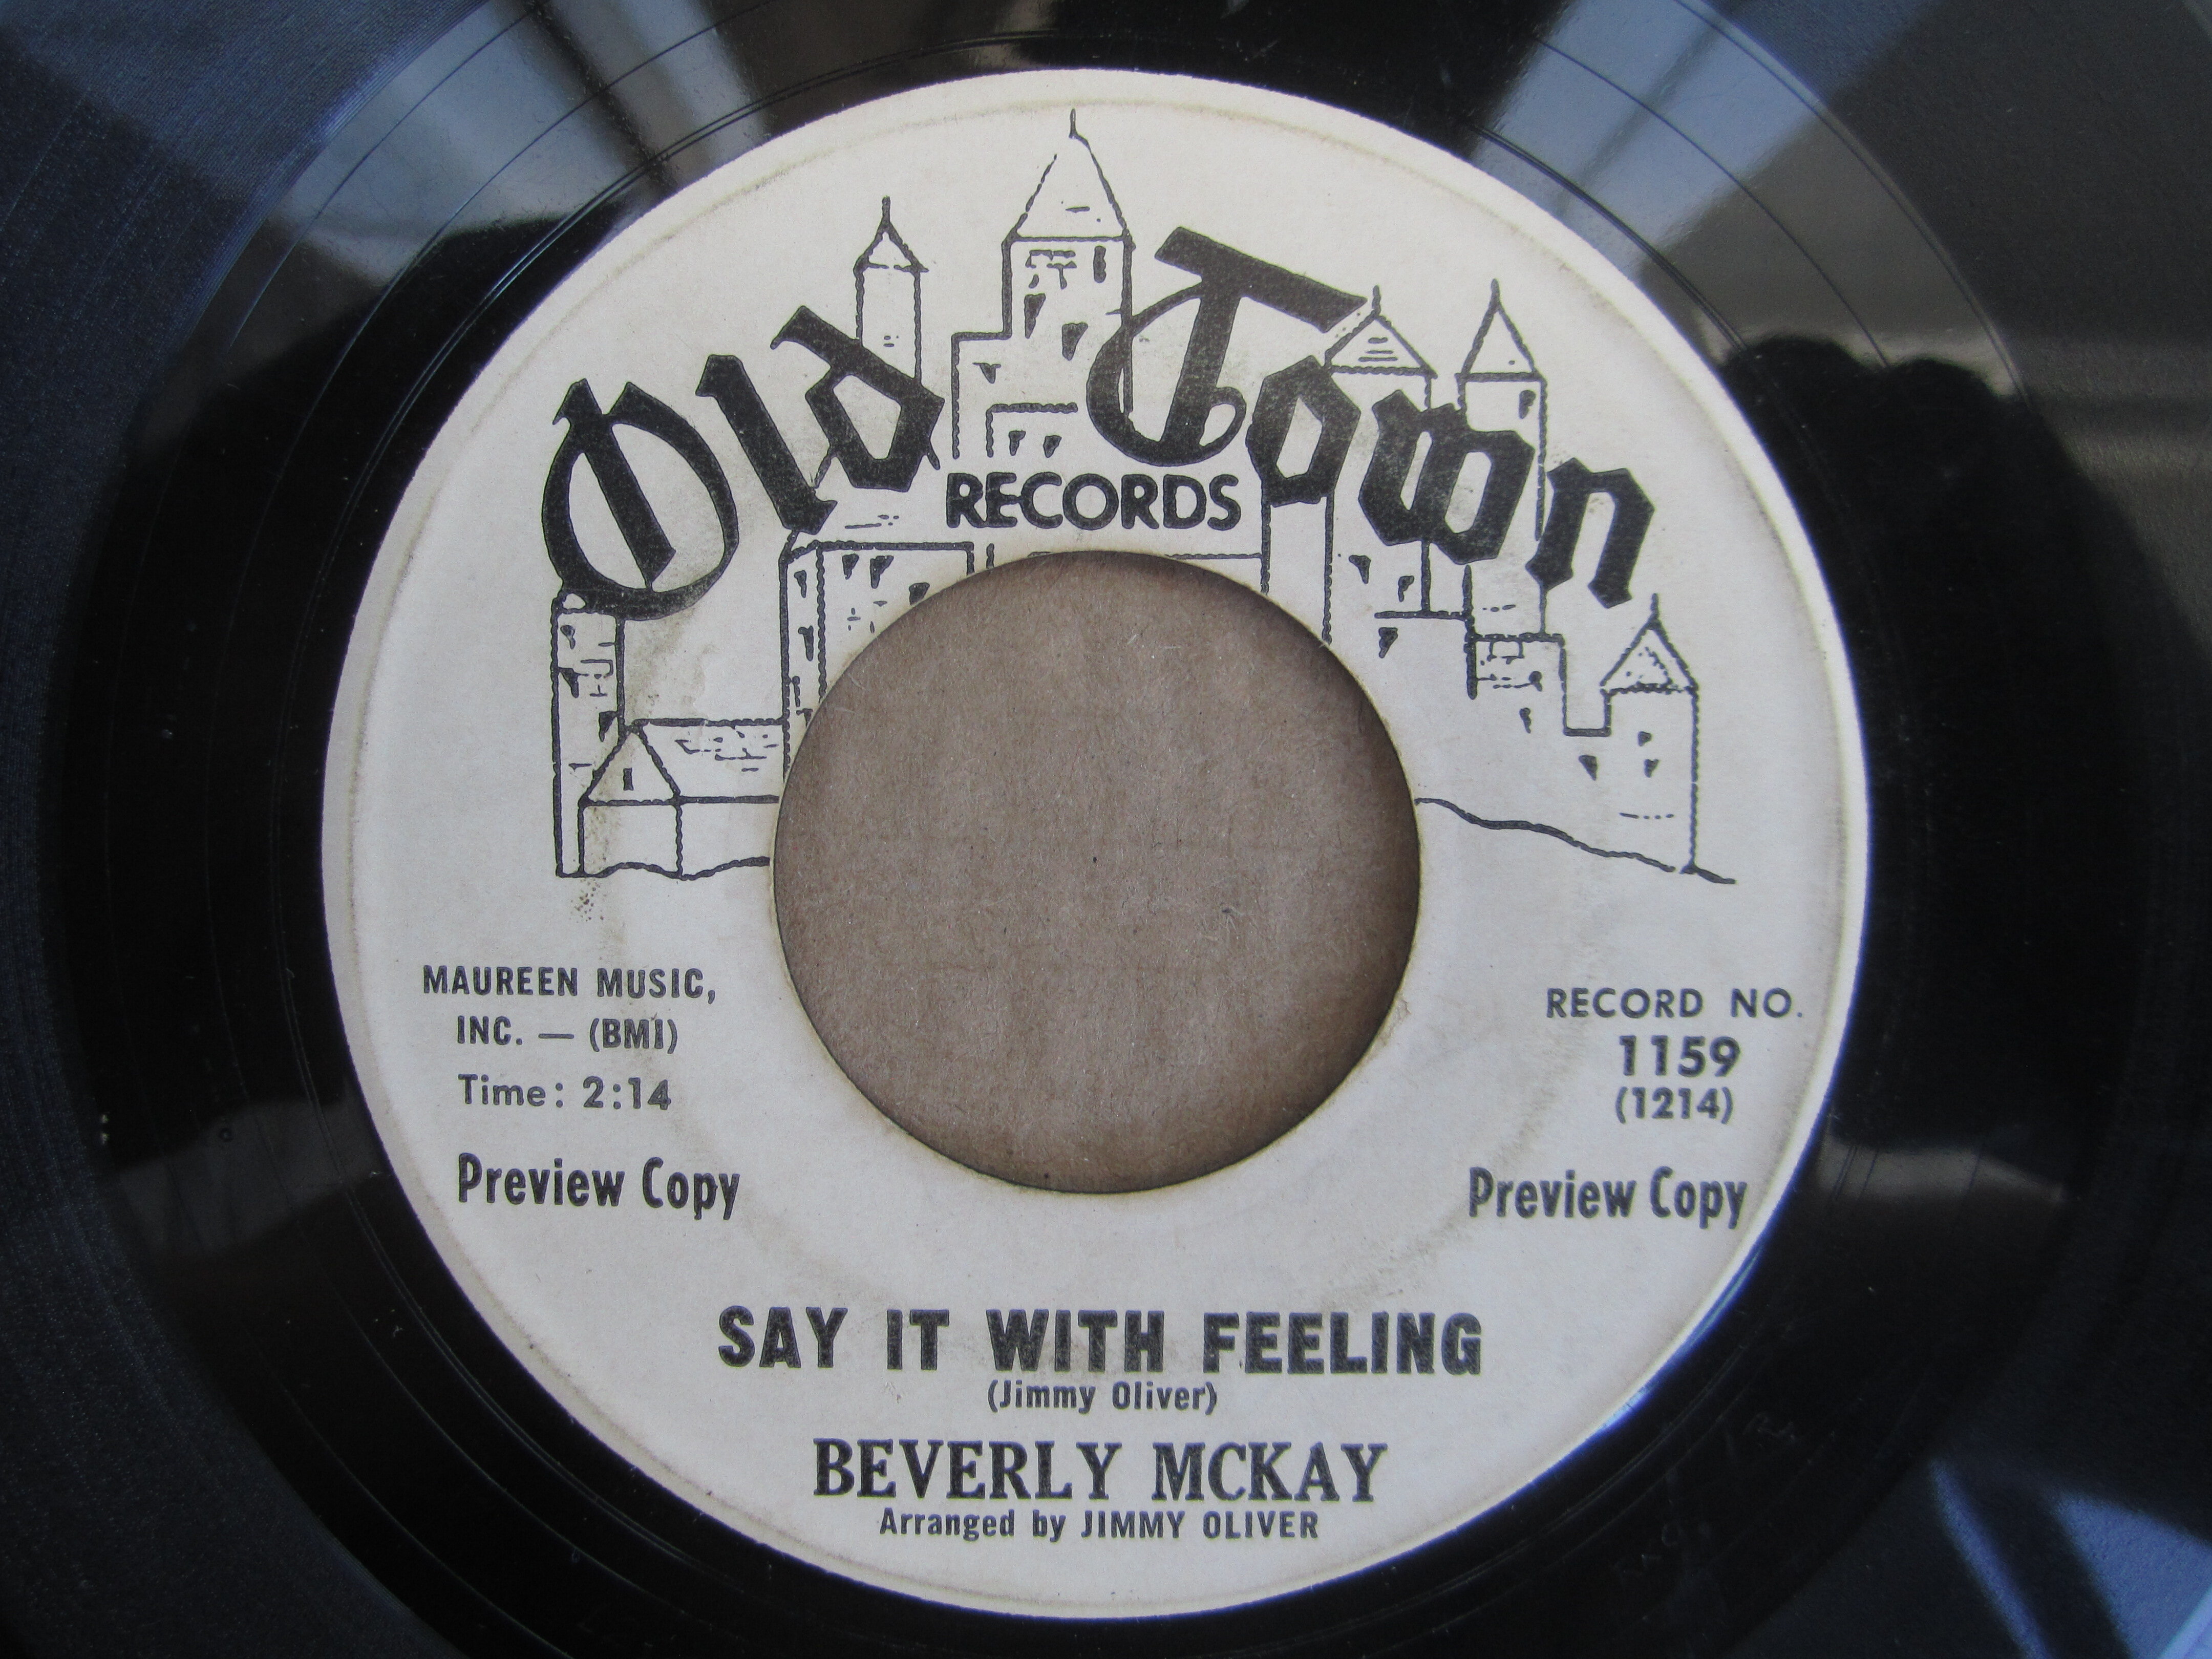 Old Town
RECORDS
MAUREEN MUSIC,
INC. — (BMI)
Time: 2:14
Preview Copy
RECORD NO.
1159
(1214)
Preview Copy
SAY IT WITH FEELING
(Jimmy Oliver)
BEVERLY MCKAY
Arranged by JIMMY OLIVER